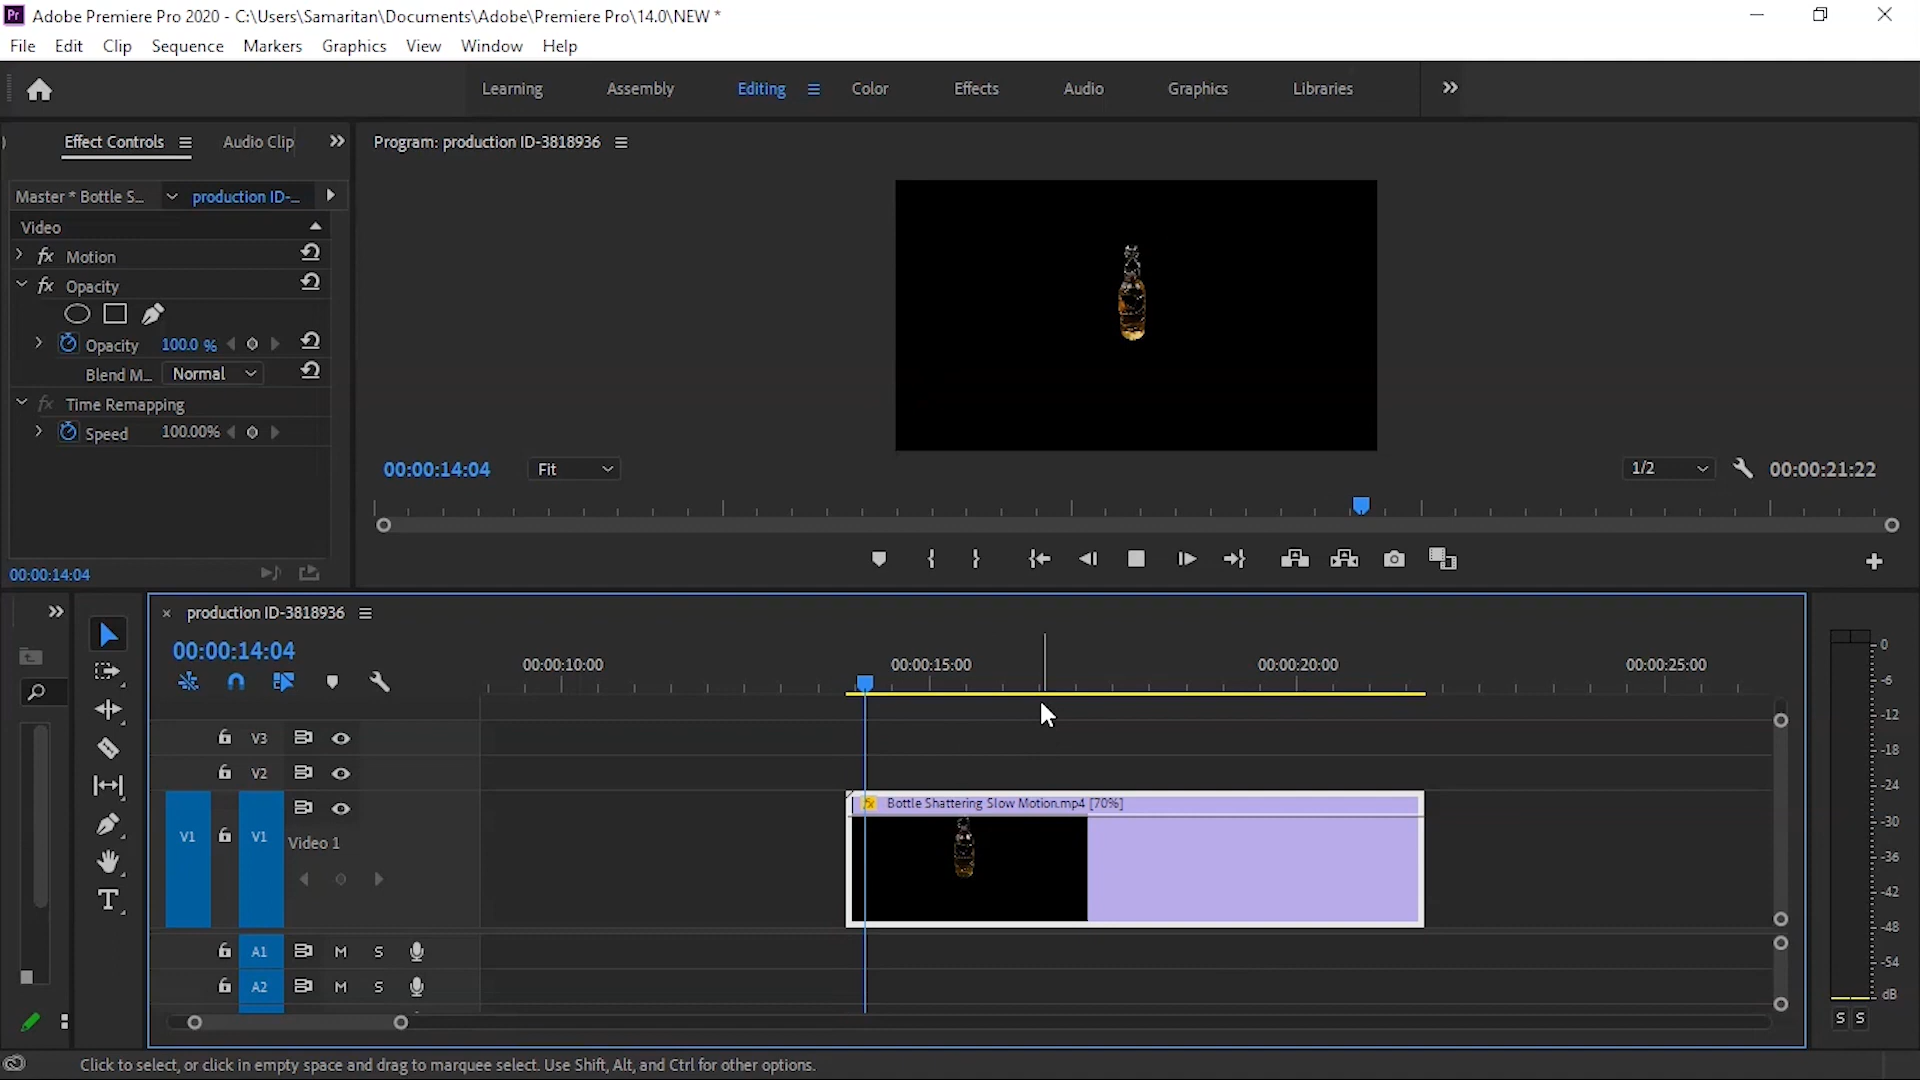 Pr Adobe Premiere Pro 2020 - C:\Users\Samaritan\Documents\Adobe\Premiere Pro\14.0\NEW *
File Edit Clip Sequence Markers Graphics View Window Help
Learning Assembly Editing Color Effects Audio Graphics Libraries
Effect Controls Audio Clip
Program: production ID-3818936
Master * Bottle S... production ID-...
Video
fx Motion
fx Opacity
Opacity 100.0 %
Blend M... Normal
fx Time Remapping
Speed 100.00%
00:00:14:04
00:00:14:04 Fit 1/2 00:00:21:22
production ID-3818936
00:00:14:04
00:00:10:00 00:00:15:00 00:00:20:00 00:00:25:00
V3
V2
V1 V1 Video 1
fx Bottle Shattering Slow Motion.mp4 [70%]
A1 M S
A2 M S
0
-6
-12
-18
-24
-30
-36
-42
-48
-54
dB
S S
Click to select, or click in empty space and drag to marquee select. Use Shift, Alt, and Ctrl for other options.